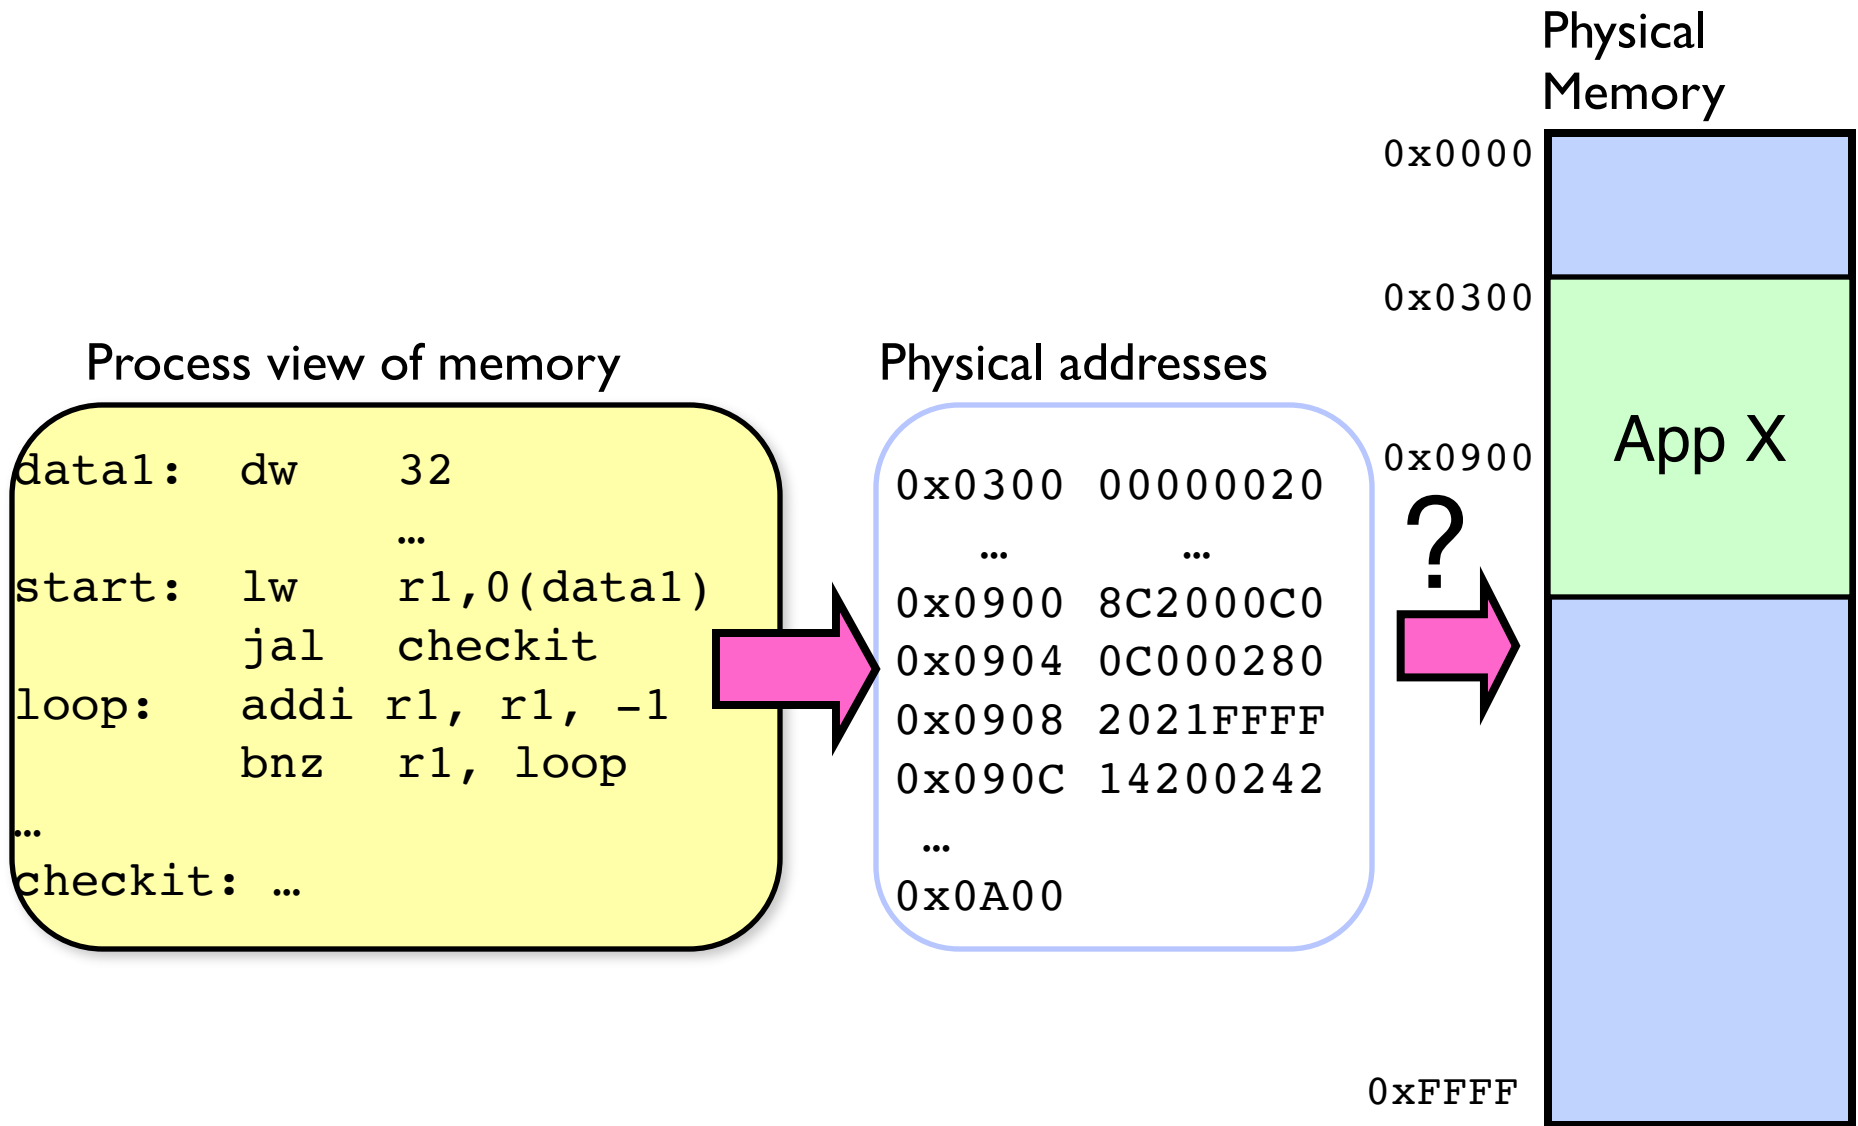 Physical
Memory
0x0000
0x0300
0x0900
App X
?
0xFFFF
Process view of memory
data1: dw 32
…
start: lw r1,0(data1)
jal checkit
loop: addi r1, r1, -1
bnz r1, loop
…
checkit: …
Physical addresses
0x0300 00000020
… …
0x0900 8C2000C0
0x0904 0C000280
0x0908 2021FFFF
0x090C 14200242
…
0x0A00